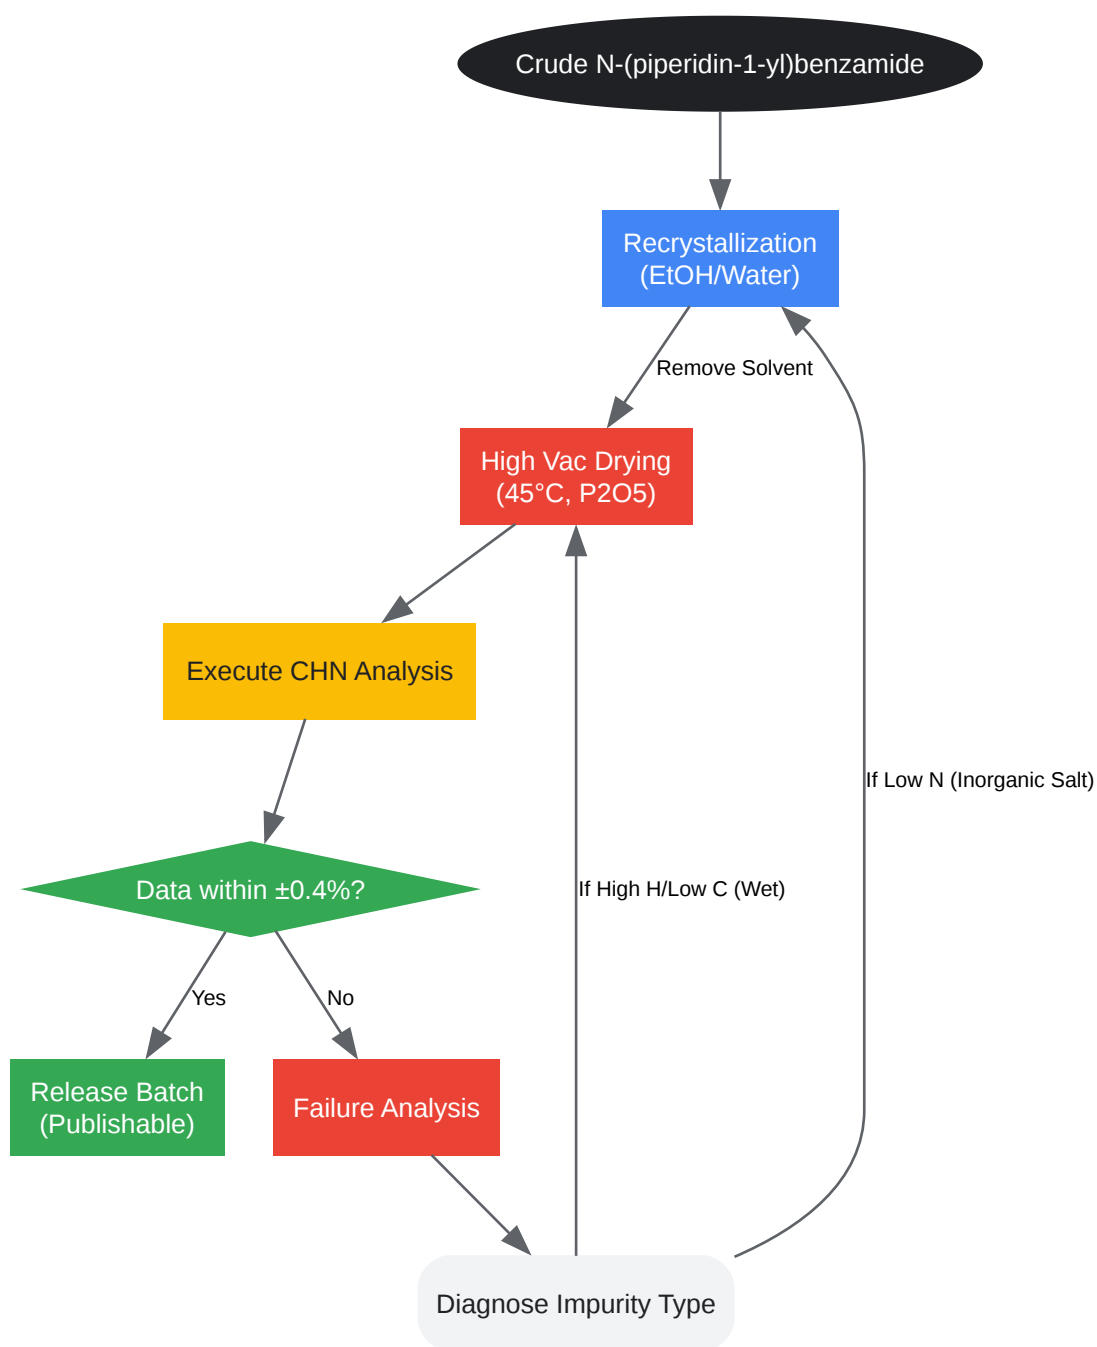 Crude N-(piperidin-1-yl)benzamide
Recrystallization
(EtOH/Water)
Remove Solvent
High Vac Drying
(45°C, P2O5)
Execute CHN Analysis
If Low N (Inorganic Salt)
Data within ±0.4%?
If High H/Low C (Wet)
Yes
No
Release Batch
(Publishable)
Failure Analysis
Diagnose Impurity Type